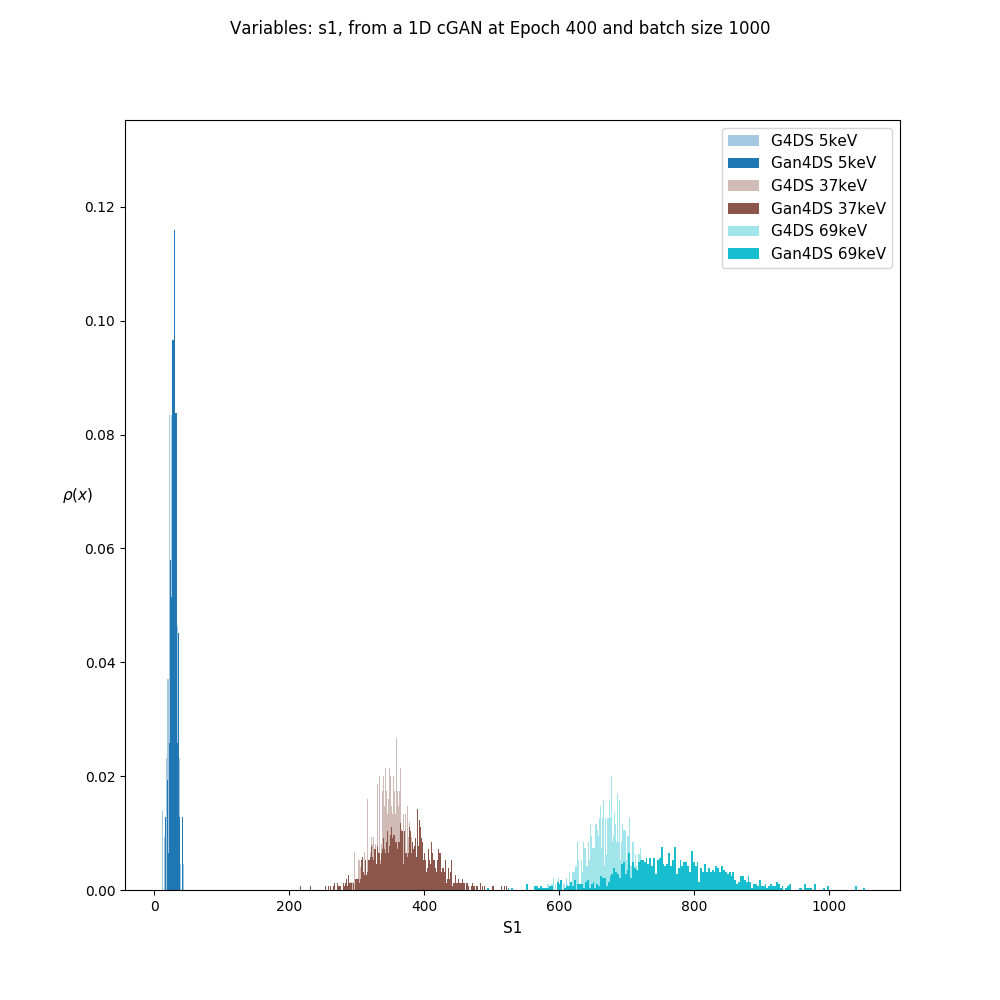 Variables: s1, from a 1D cGAN at Epoch 400 and batch size 1000
G4DS 5keV
Gan4DS 5keV
G4DS 37keV
Gan4DS 37keV
G4DS 69keV
Gan4DS 69keV
0.12
0.10
0.08
ρ(x)
0.06
0.04
0.02
0.00
0 200 400 600 800 1000
S1